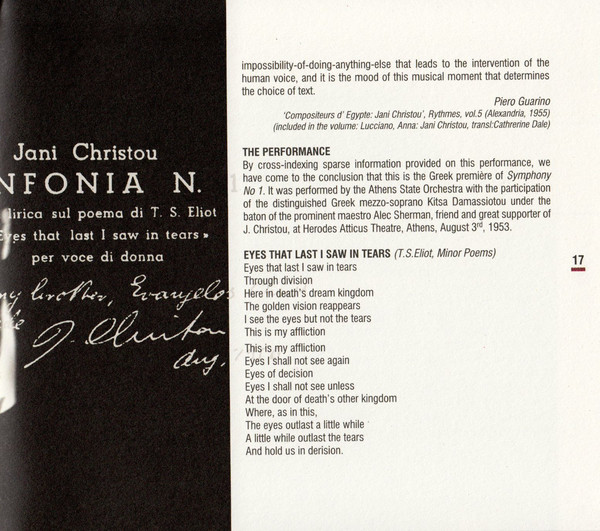 Jani Christou
NFONIA N. 1
lirica sul poema di T. S. Eliot
Eyes that last I saw in tears »
per voce di donna
my brother, Evangelos
J. Christou
Aug.
impossibility-of-doing-anything-else that leads to the intervention of the
human voice, and it is the mood of this musical moment that determines
the choice of text.
Piero Guarino
'Compositeurs d' Egypte: Jani Christou', Rythmes, vol.5 (Alexandria, 1955)
(included in the volume: Lucciano, Anna: Jani Christou, transl:Cathrerine Dale)
THE PERFORMANCE
By cross-indexing sparse information provided on this performance, we
have come to the conclusion that this is the Greek première of Symphony
No 1. It was performed by the Athens State Orchestra with the participation
of the distinguished Greek mezzo-soprano Kitsa Damassiotou under the
baton of the prominent maestro Alec Sherman, friend and great supporter of
J. Christou, at Herodes Atticus Theatre, Athens, August 3rd, 1953.
EYES THAT LAST I SAW IN TEARS (T.S.Eliot, Minor Poems)
Eyes that last I saw in tears
Through division
Here in death's dream kingdom
The golden vision reappears
I see the eyes but not the tears
This is my affliction
This is my affliction
Eyes I shall not see again
Eyes of decision
Eyes I shall not see unless
At the door of death's other kingdom
Where, as in this,
The eyes outlast a little while
A little while outlast the tears
And hold us in derision.
17